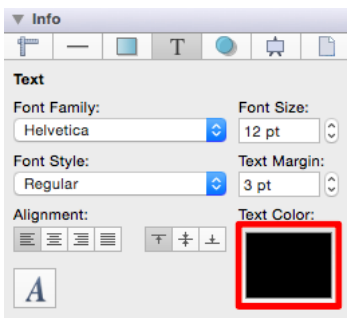 ▼ Info
T
Text
Font Family: Font Size:
Helvetica 12 pt
Font Style: Text Margin:
Regular 3 pt
Alignment: Text Color:
A